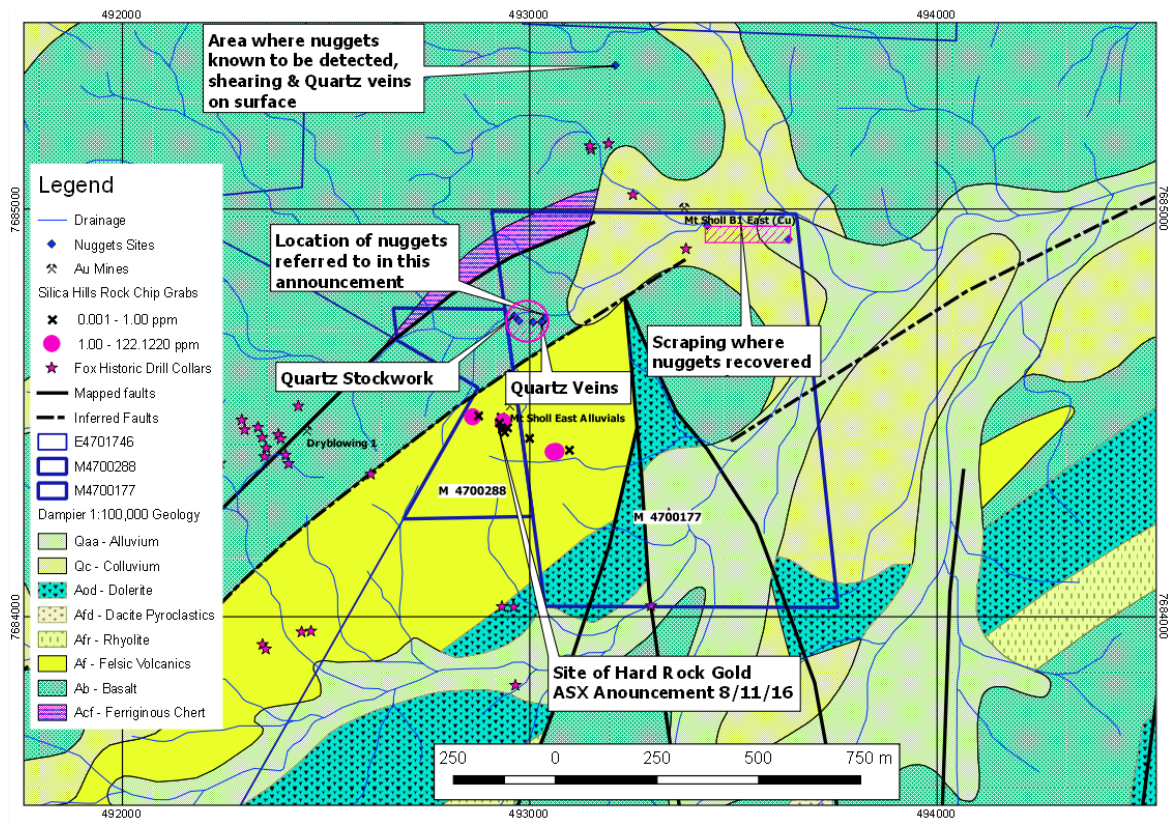 492000
493000
494000
Area where nuggets
known to be detected,
shearing & Quartz veins
on surface
Legend
Drainage
Nuggets Sites
Au Mines
Silica Hills Rock Chip Grabs
0.001 - 1.00 ppm
1.00 - 122.1220 ppm
Fox Historic Drill Collars
Mapped faults
Inferred Faults
E4701746
M4700288
M4700177
Dampier 1:100,000 Geology
Qaa - Alluvium
Qc - Colluvium
Aod - Dolerite
Afd - Dacite Pyroclastics
Afr - Rhyolite
Af - Felsic Volcanics
Ab - Basalt
Acf - Ferriginous Chert
7685000
7685000
Mt Sholl B1 East (Cu)
Location of nuggets
referred to in this
announcement
Scraping where
nuggets recovered
Quartz Stockwork
Quartz Veins
Mt Sholl East Alluvials
Dryblowing 1
M 4700288
M 4700177
7684000
7684000
Site of Hard Rock Gold
ASX Anouncement 8/11/16
250
0
250
500
750 m
492000
493000
494000